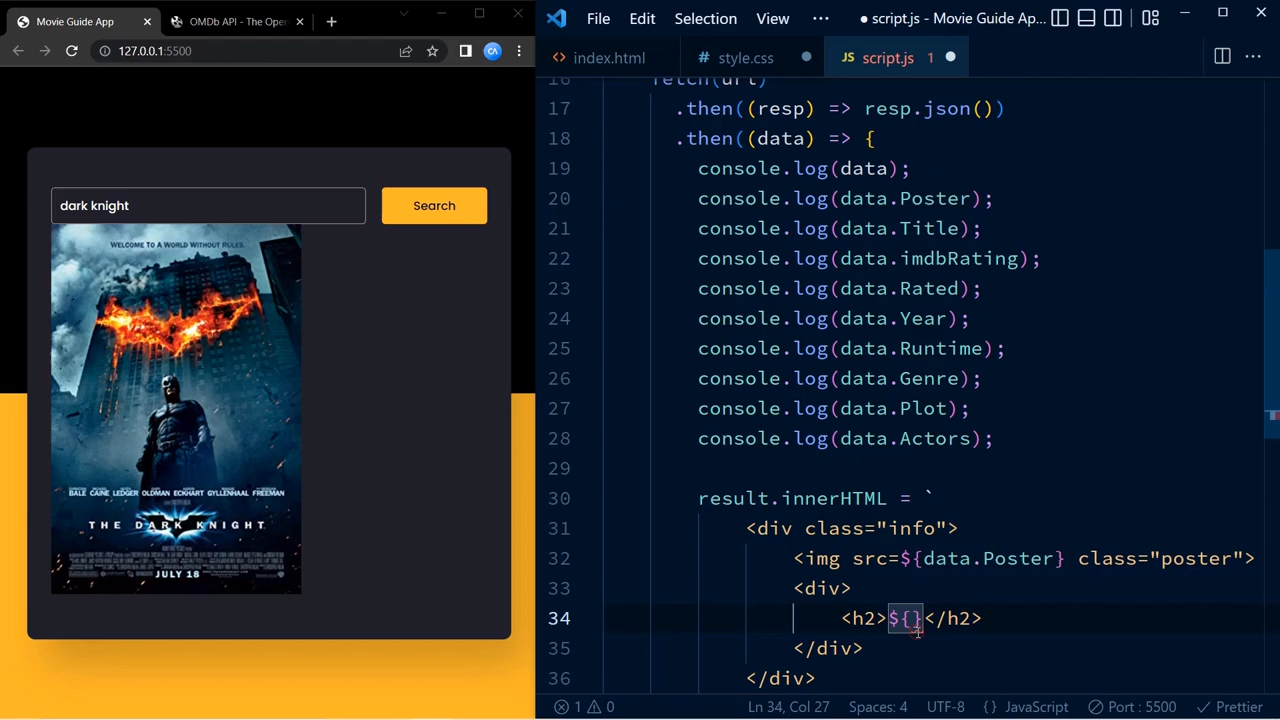 Movie Guide App
OMDb API - The Oper
127.0.0.1:5500
dark knight
Search
WELCOME TO A WORLD WITHOUT RULES.
BALE CAINE LEDGER OLDMAN ECKHART GYLLENHAAL FREEMAN
THE DARK KNIGHT
JULY 18
File Edit Selection View ··· ● script.js - Movie Guide App...
<> index.html
# style.css
JS script.js 1
16 fetch(url)
17 .then((resp) => resp.json())
18 .then((data) => {
19 console.log(data);
20 console.log(data.Poster);
21 console.log(data.Title);
22 console.log(data.imdbRating);
23 console.log(data.Rated);
24 console.log(data.Year);
25 console.log(data.Runtime);
26 console.log(data.Genre);
27 console.log(data.Plot);
28 console.log(data.Actors);
29
30 result.innerHTML = `
31 <div class="info">
32 <img src=${data.Poster} class="poster">
33 <div>
34 <h2>${}</h2>
35 </div>
36 </div>
1 0 Ln 34, Col 27 Spaces: 4 UTF-8 {} JavaScript Port : 5500 Prettier